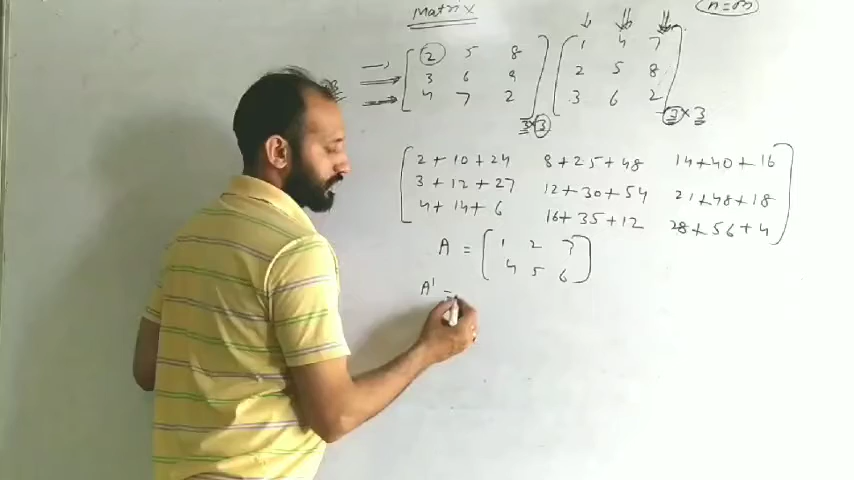 Matrix
n=m
2 5 8 1 4 7
3 6 9 2 5 8
4 7 2 3 6 2
3×3 3×3
2+10+24 8+25+48 14+40+16
3+12+27 12+30+54 21+48+18
4+14+6 16+35+12 28+56+4
A = [1 2 3
4 5 6]
A' =